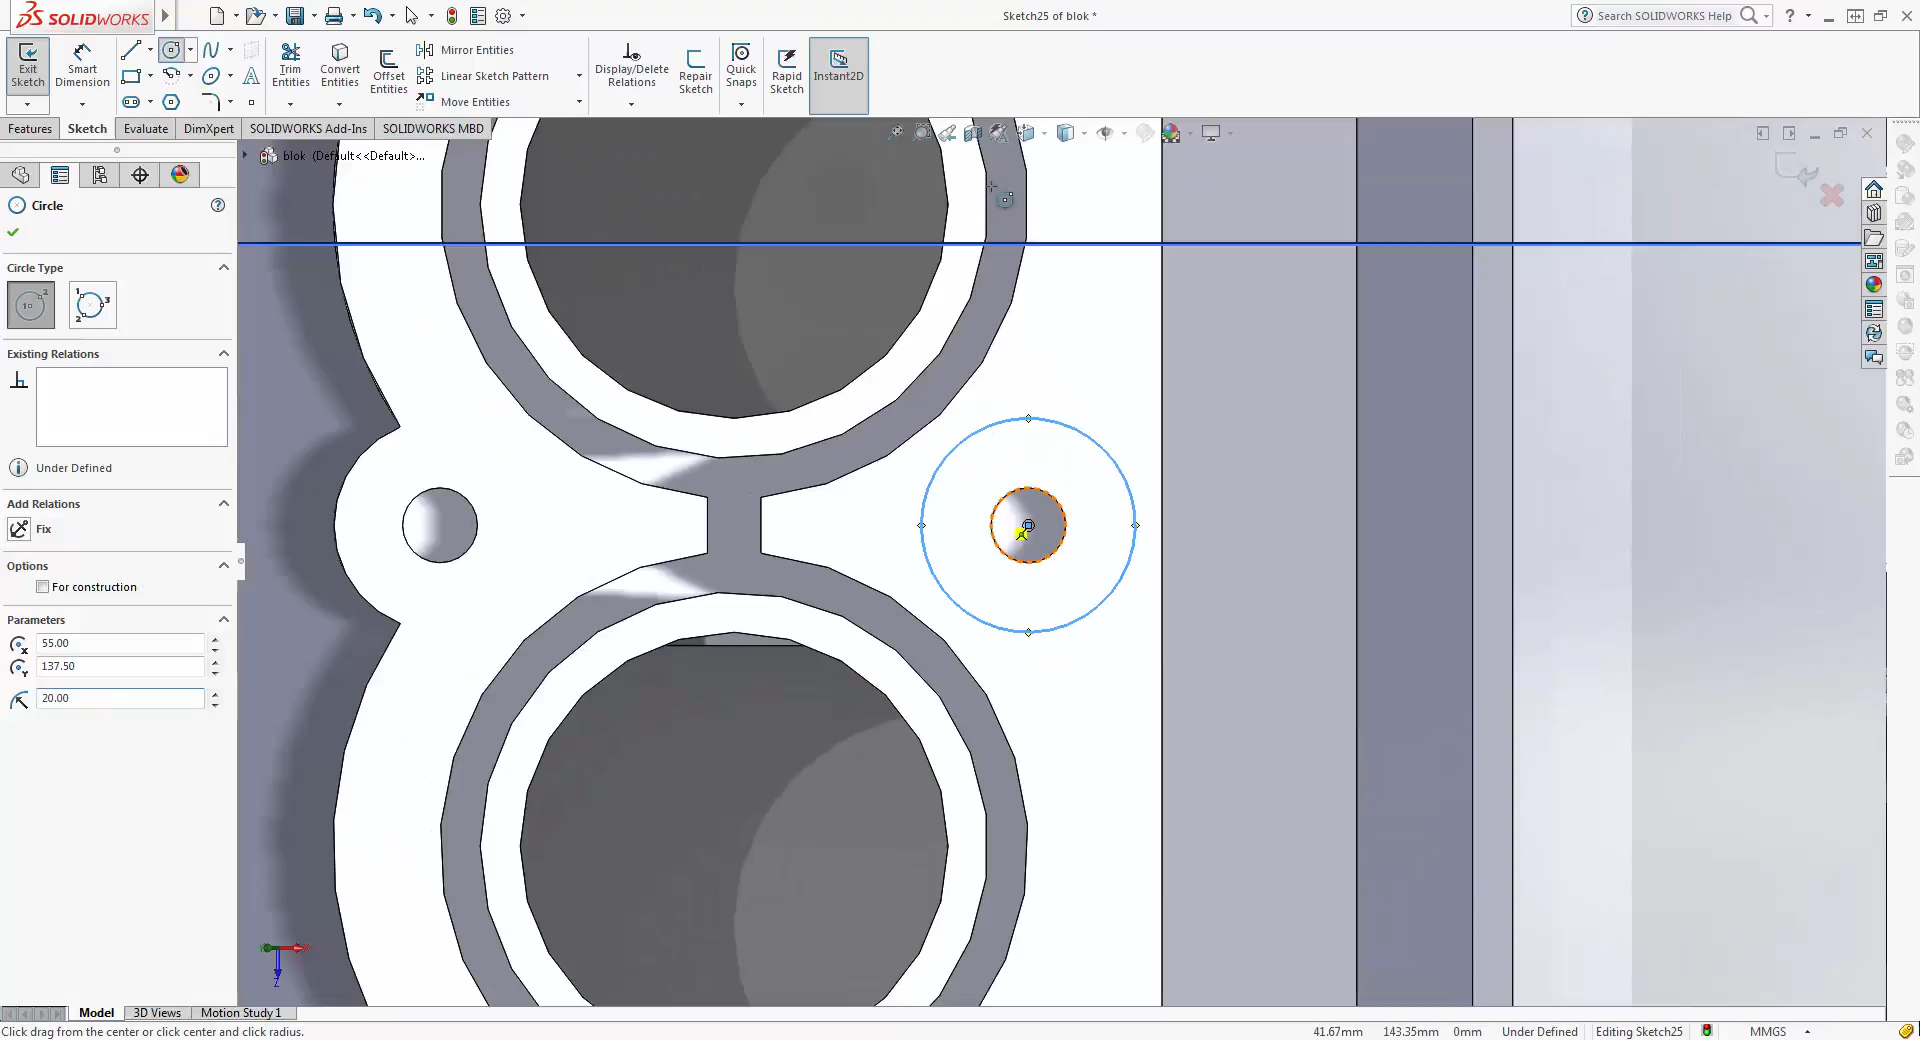 SOLIDWORKS
Sketch25 of blok *
Search SOLIDWORKS Help
Exit Sketch
Smart Dimension
Trim Entities
Convert Entities
Offset Entities
Mirror Entities
Linear Sketch Pattern
Move Entities
Display/Delete Relations
Repair Sketch
Quick Snaps
Rapid Sketch
Instant2D
Features
Sketch
Evaluate
DimXpert
SOLIDWORKS Add-Ins
SOLIDWORKS MBD
blok (Default<<Default>...
Circle
Circle Type
Existing Relations
Under Defined
Add Relations
Fix
Options
For construction
Parameters
55.00
137.50
20.00
Z
Model
3D Views
Motion Study 1
Click drag from the center or click center and click radius.
41.67mm 143.35mm 0mm Under Defined Editing Sketch25 MMGS